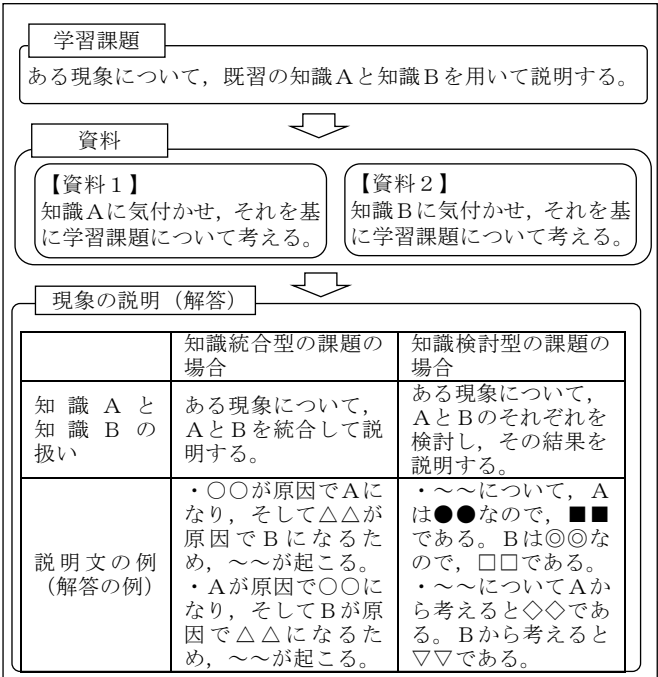 学習課題
ある現象について，既習の知識Ａと知識Ｂを用いて説明する。
資料
【資料１】
知識Ａに気付かせ，それを基
に学習課題について考える。
【資料２】
知識Ｂに気付かせ，それを基
に学習課題について考える。
現象の説明（解答）
知識統合型の課題の
場合
知識検討型の課題の
場合
知識Ａと
知識Ｂの
扱い
ある現象について，
ＡとＢを統合して説
明する。
ある現象について，
ＡとＢのそれぞれを
検討し，その結果を
説明する。
説明文の例
（解答の例）
・○○が原因でＡに
なり，そして△△が
原因でＢになるた
め，～～が起こる。
・Ａが原因で○○に
なり，そしてＢが原
因で△△になるた
め，～～が起こる。
・～～について，Ａ
は●●なので，■■
である。Ｂは◎◎な
ので，□□である。
・～～についてＡか
ら考えると◇◇であ
る。Ｂから考えると
▽▽である。